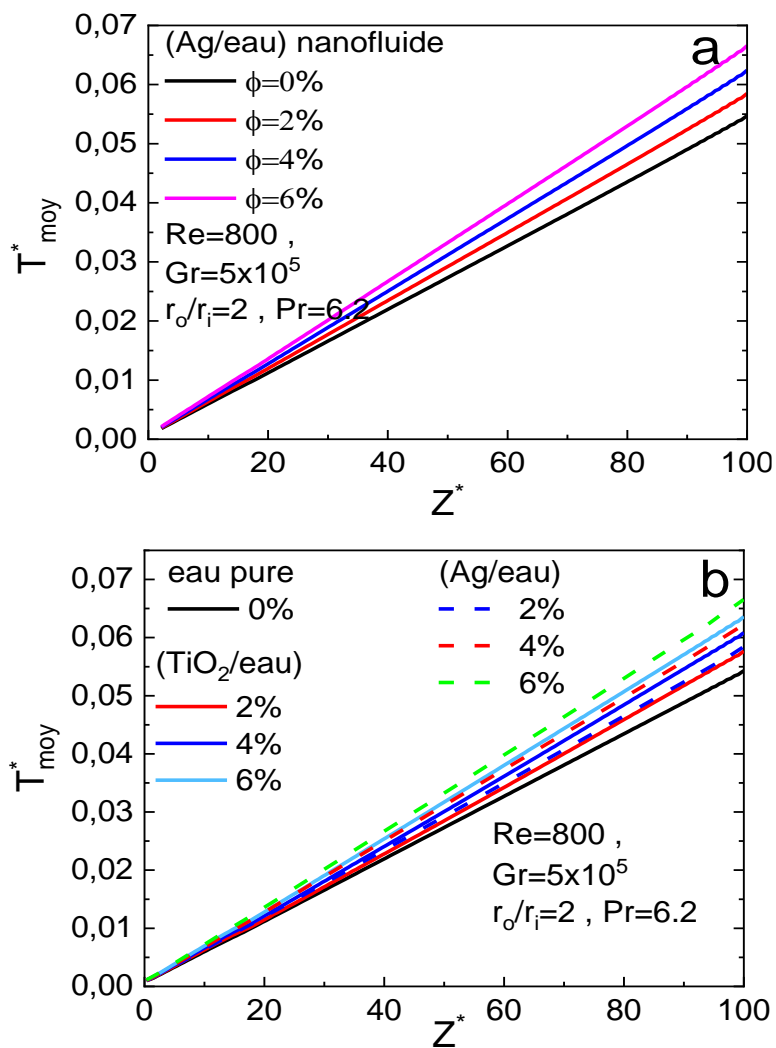 a
(Ag/eau) nanofluide
ϕ=0%
ϕ=2%
ϕ=4%
ϕ=6%
Re=800 ,
Gr=5x10⁵
rₒ/rᵢ=2 , Pr=6.2
T*moy
0,07
0,06
0,05
0,04
0,03
0,02
0,01
0,00
0 20 40 60 80 100
Z*
b
eau pure
0%
(TiO₂/eau)
2%
4%
6%
(Ag/eau)
2%
4%
6%
Re=800 ,
Gr=5x10⁵
rₒ/rᵢ=2 , Pr=6.2
T*moy
0,07
0,06
0,05
0,04
0,03
0,02
0,01
0,00
0 20 40 60 80 100
Z*